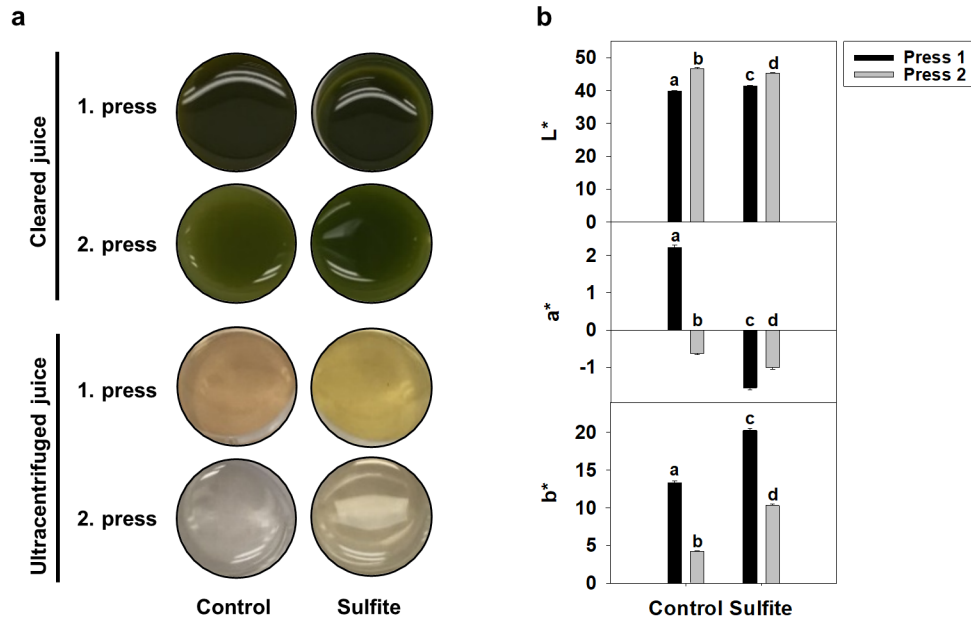 a
Cleared juice
1. press
2. press
Ultracentrifuged juice
1. press
2. press
Control Sulfite
b
L*
50
40
30
20
10
0
a b c d
Press 1
Press 2
a*
2
1
0
-1
a b c d
b*
20
15
10
5
0
a b c d
Control Sulfite